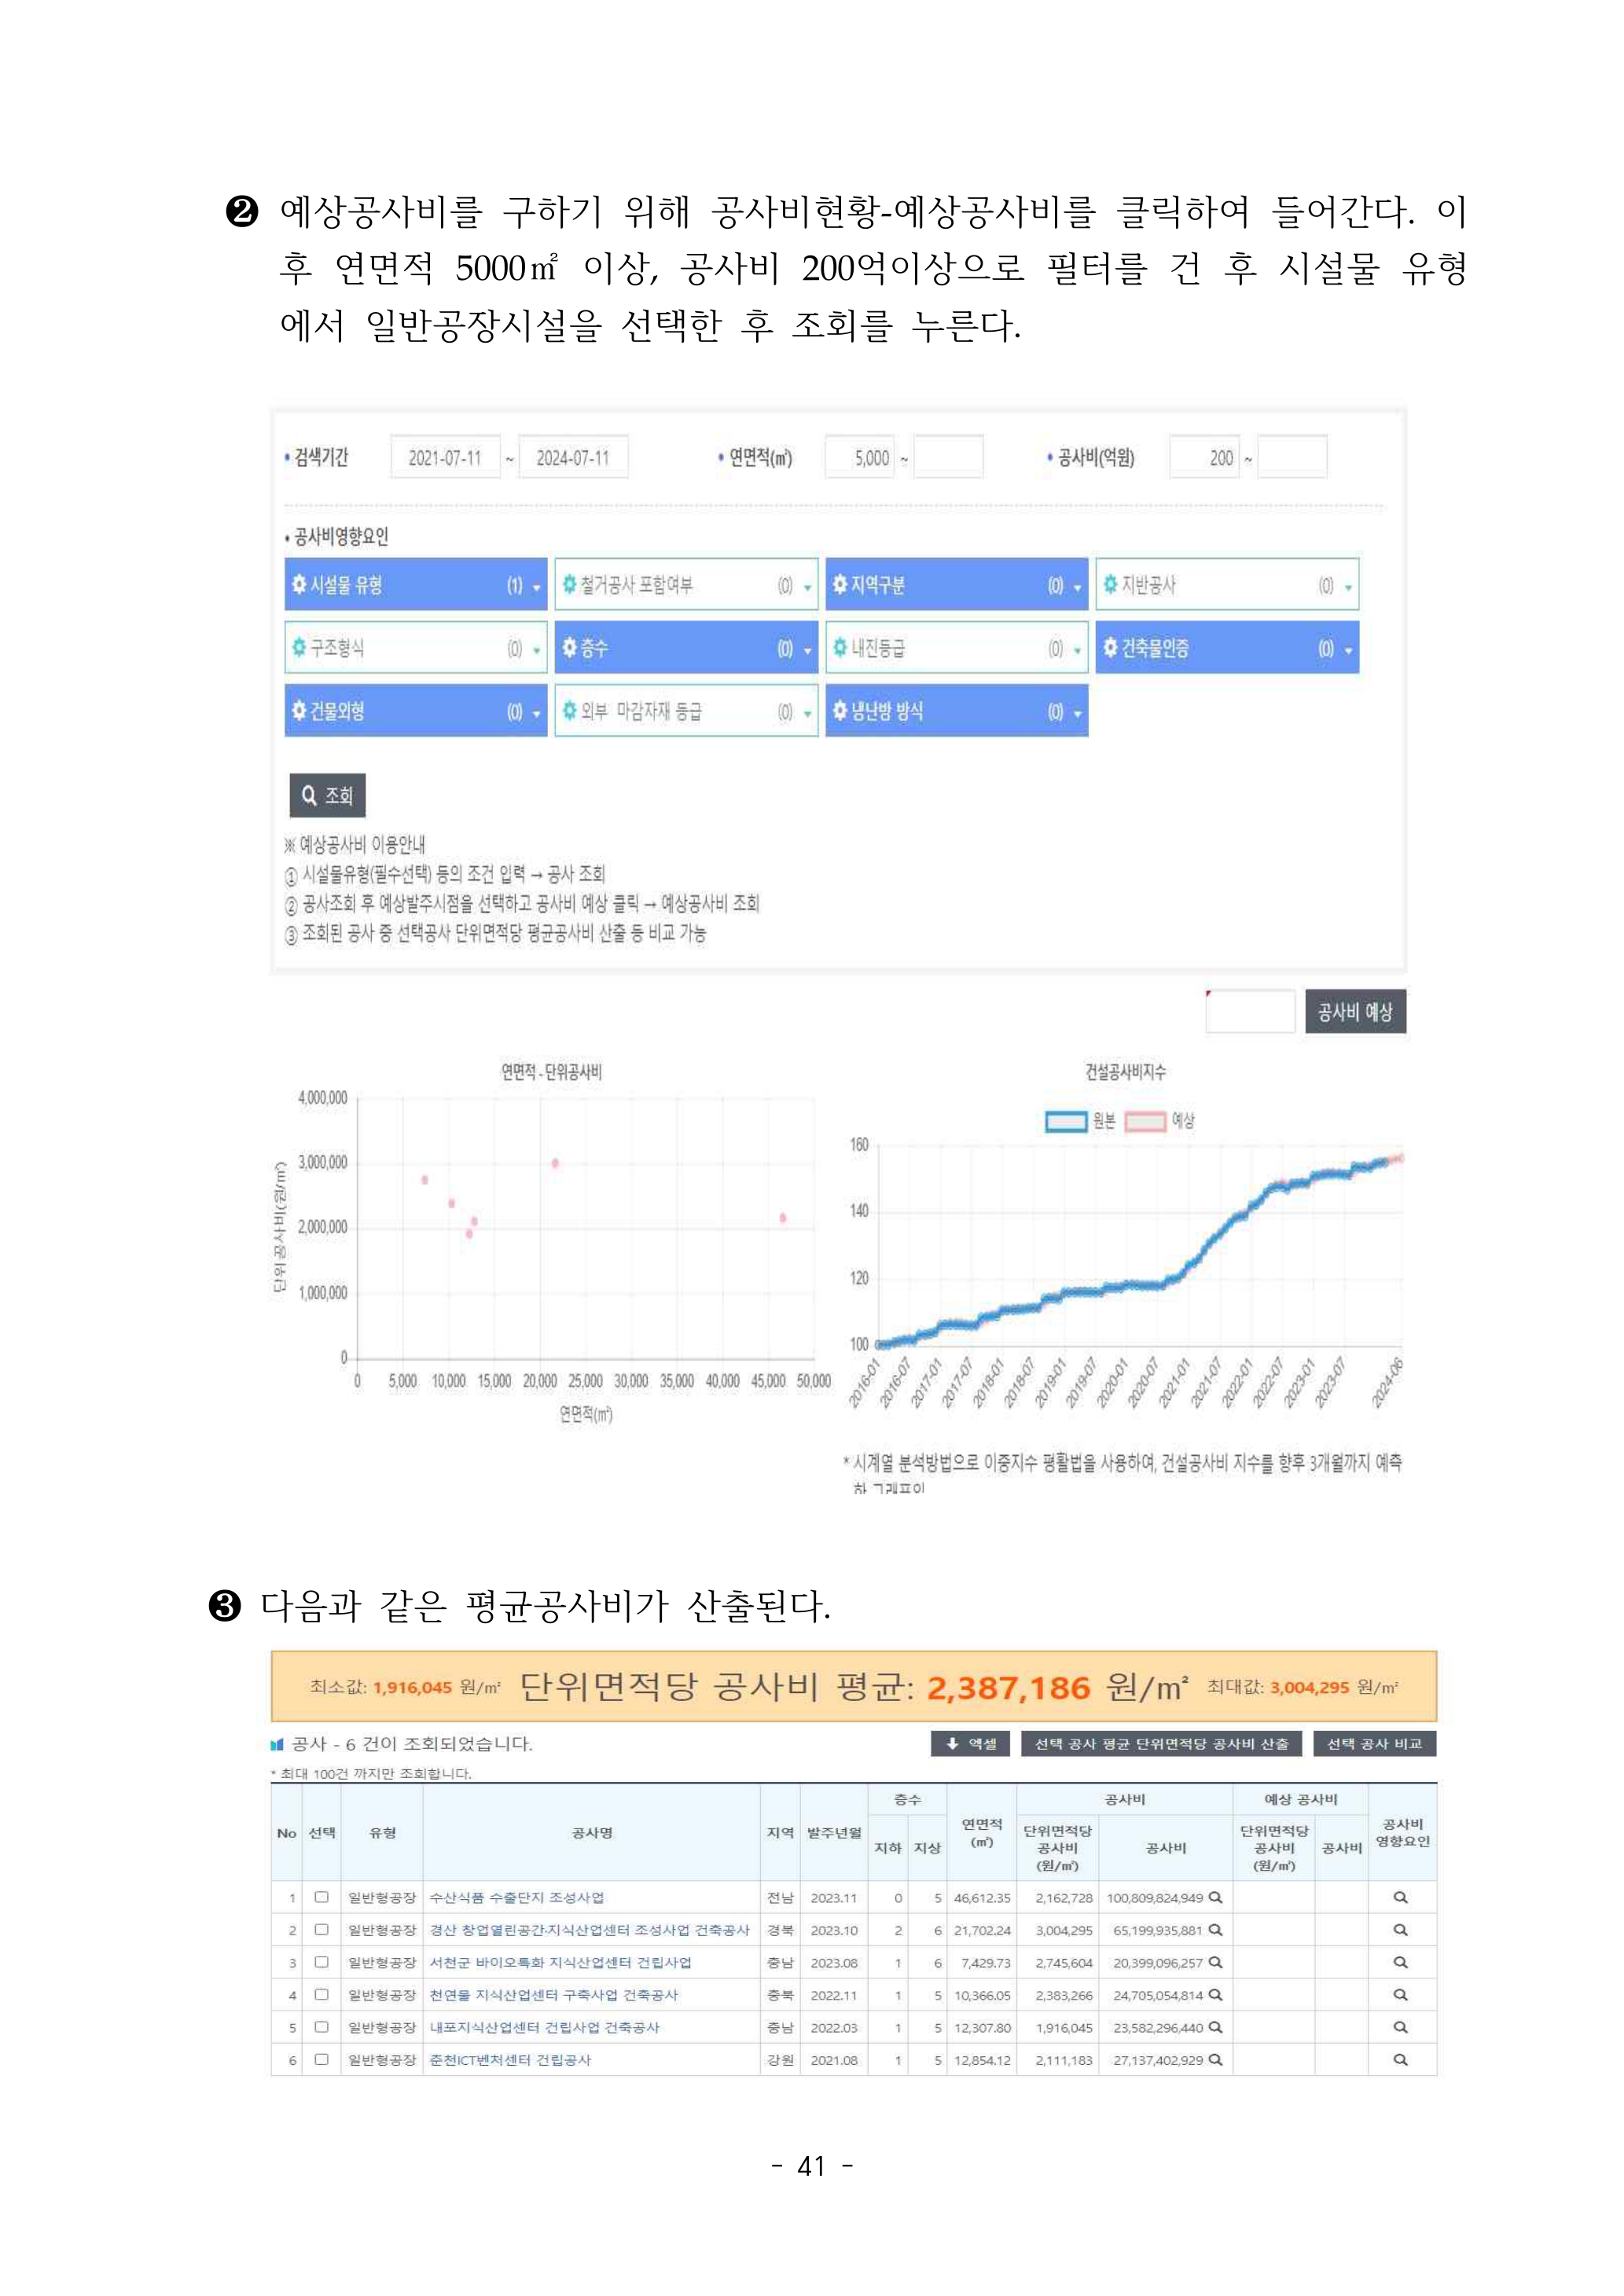 ❷ 예상공사비를 구하기 위해 공사비현황-예상공사비를 클릭하여 들어간다. 이
후 연면적 5000㎡ 이상, 공사비 200억이상으로 필터를 건 후 시설물 유형
에서 일반공장시설을 선택한 후 조회를 누른다.
• 검색기간 2021-07-11 ~ 2024-07-11 • 연면적(㎡) 5,000 ~ • 공사비(억원) 200 ~
• 공사비영향요인
시설물 유형 (1) 철거공사 포함여부 (0) 지역구분 (0) 지반공사 (0)
구조형식 (0) 층수 (0) 내진등급 (0) 건축물인증 (0)
건물외형 (0) 외부 마감자재 등급 (0) 냉난방 방식 (0)
조회
※ 예상공사비 이용안내
① 시설물유형(필수선택) 등의 조건 입력 → 공사 조회
② 공사조회 후 예상발주시점을 선택하고 공사비 예상 클릭 → 예상공사비 조회
③ 조회된 공사 중 선택공사 단위면적당 평균공사비 산출 등 비교 가능
공사비 예상
연면적 - 단위공사비
4,000,000
3,000,000
2,000,000
1,000,000
0
단위공사비(원/㎡)
0 5,000 10,000 15,000 20,000 25,000 30,000 35,000 40,000 45,000 50,000
연면적(㎡)
건설공사비지수
원본 예상
160
140
120
100
2016-01 2016-07 2017-01 2017-07 2018-01 2018-07 2019-01 2019-07 2020-01 2020-07 2021-01 2021-07 2022-01 2022-07 2023-01 2023-07 2024-06
* 시계열 분석방법으로 이중지수 평활법을 사용하여, 건설공사비 지수를 향후 3개월까지 예측
❸ 다음과 같은 평균공사비가 산출된다.
최소값: 1,916,045 원/㎡ 단위면적당 공사비 평균: 2,387,186 원/㎡ 최대값: 3,004,295 원/㎡
공사 - 6 건이 조회되었습니다. 엑셀 선택 공사 평균 단위면적당 공사비 산출 선택 공사 비교
* 최대 100건 까지만 조회합니다.
No 선택 유형 공사명 지역 발주년월 층수 지하 지상 연면적 (㎡) 공사비 단위면적당 공사비 (원/㎡) 공사비 예상 공사비 단위면적당 공사비 (원/㎡) 공사비 공사비 영향요인
1 일반형공장 수산식품 수출단지 조성사업 전남 2023.11 0 5 46,612.35 2,162,728 100,809,824,949
2 일반형공장 경산 창업열린공간·지식산업센터 조성사업 건축공사 경북 2023.10 2 6 21,702.24 3,004,295 65,199,935,881
3 일반형공장 서천군 바이오특화 지식산업센터 건립사업 충남 2023.08 1 6 7,429.73 2,745,604 20,399,096,257
4 일반형공장 천연물 지식산업센터 구축사업 건축공사 충북 2022.11 1 5 10,366.05 2,383,266 24,705,054,814
5 일반형공장 내포지식산업센터 건립사업 건축공사 충남 2022.03 1 5 12,307.80 1,916,045 23,582,296,440
6 일반형공장 춘천ICT벤처센터 건립공사 강원 2021.08 1 5 12,854.12 2,111,183 27,137,402,929
- 41 -